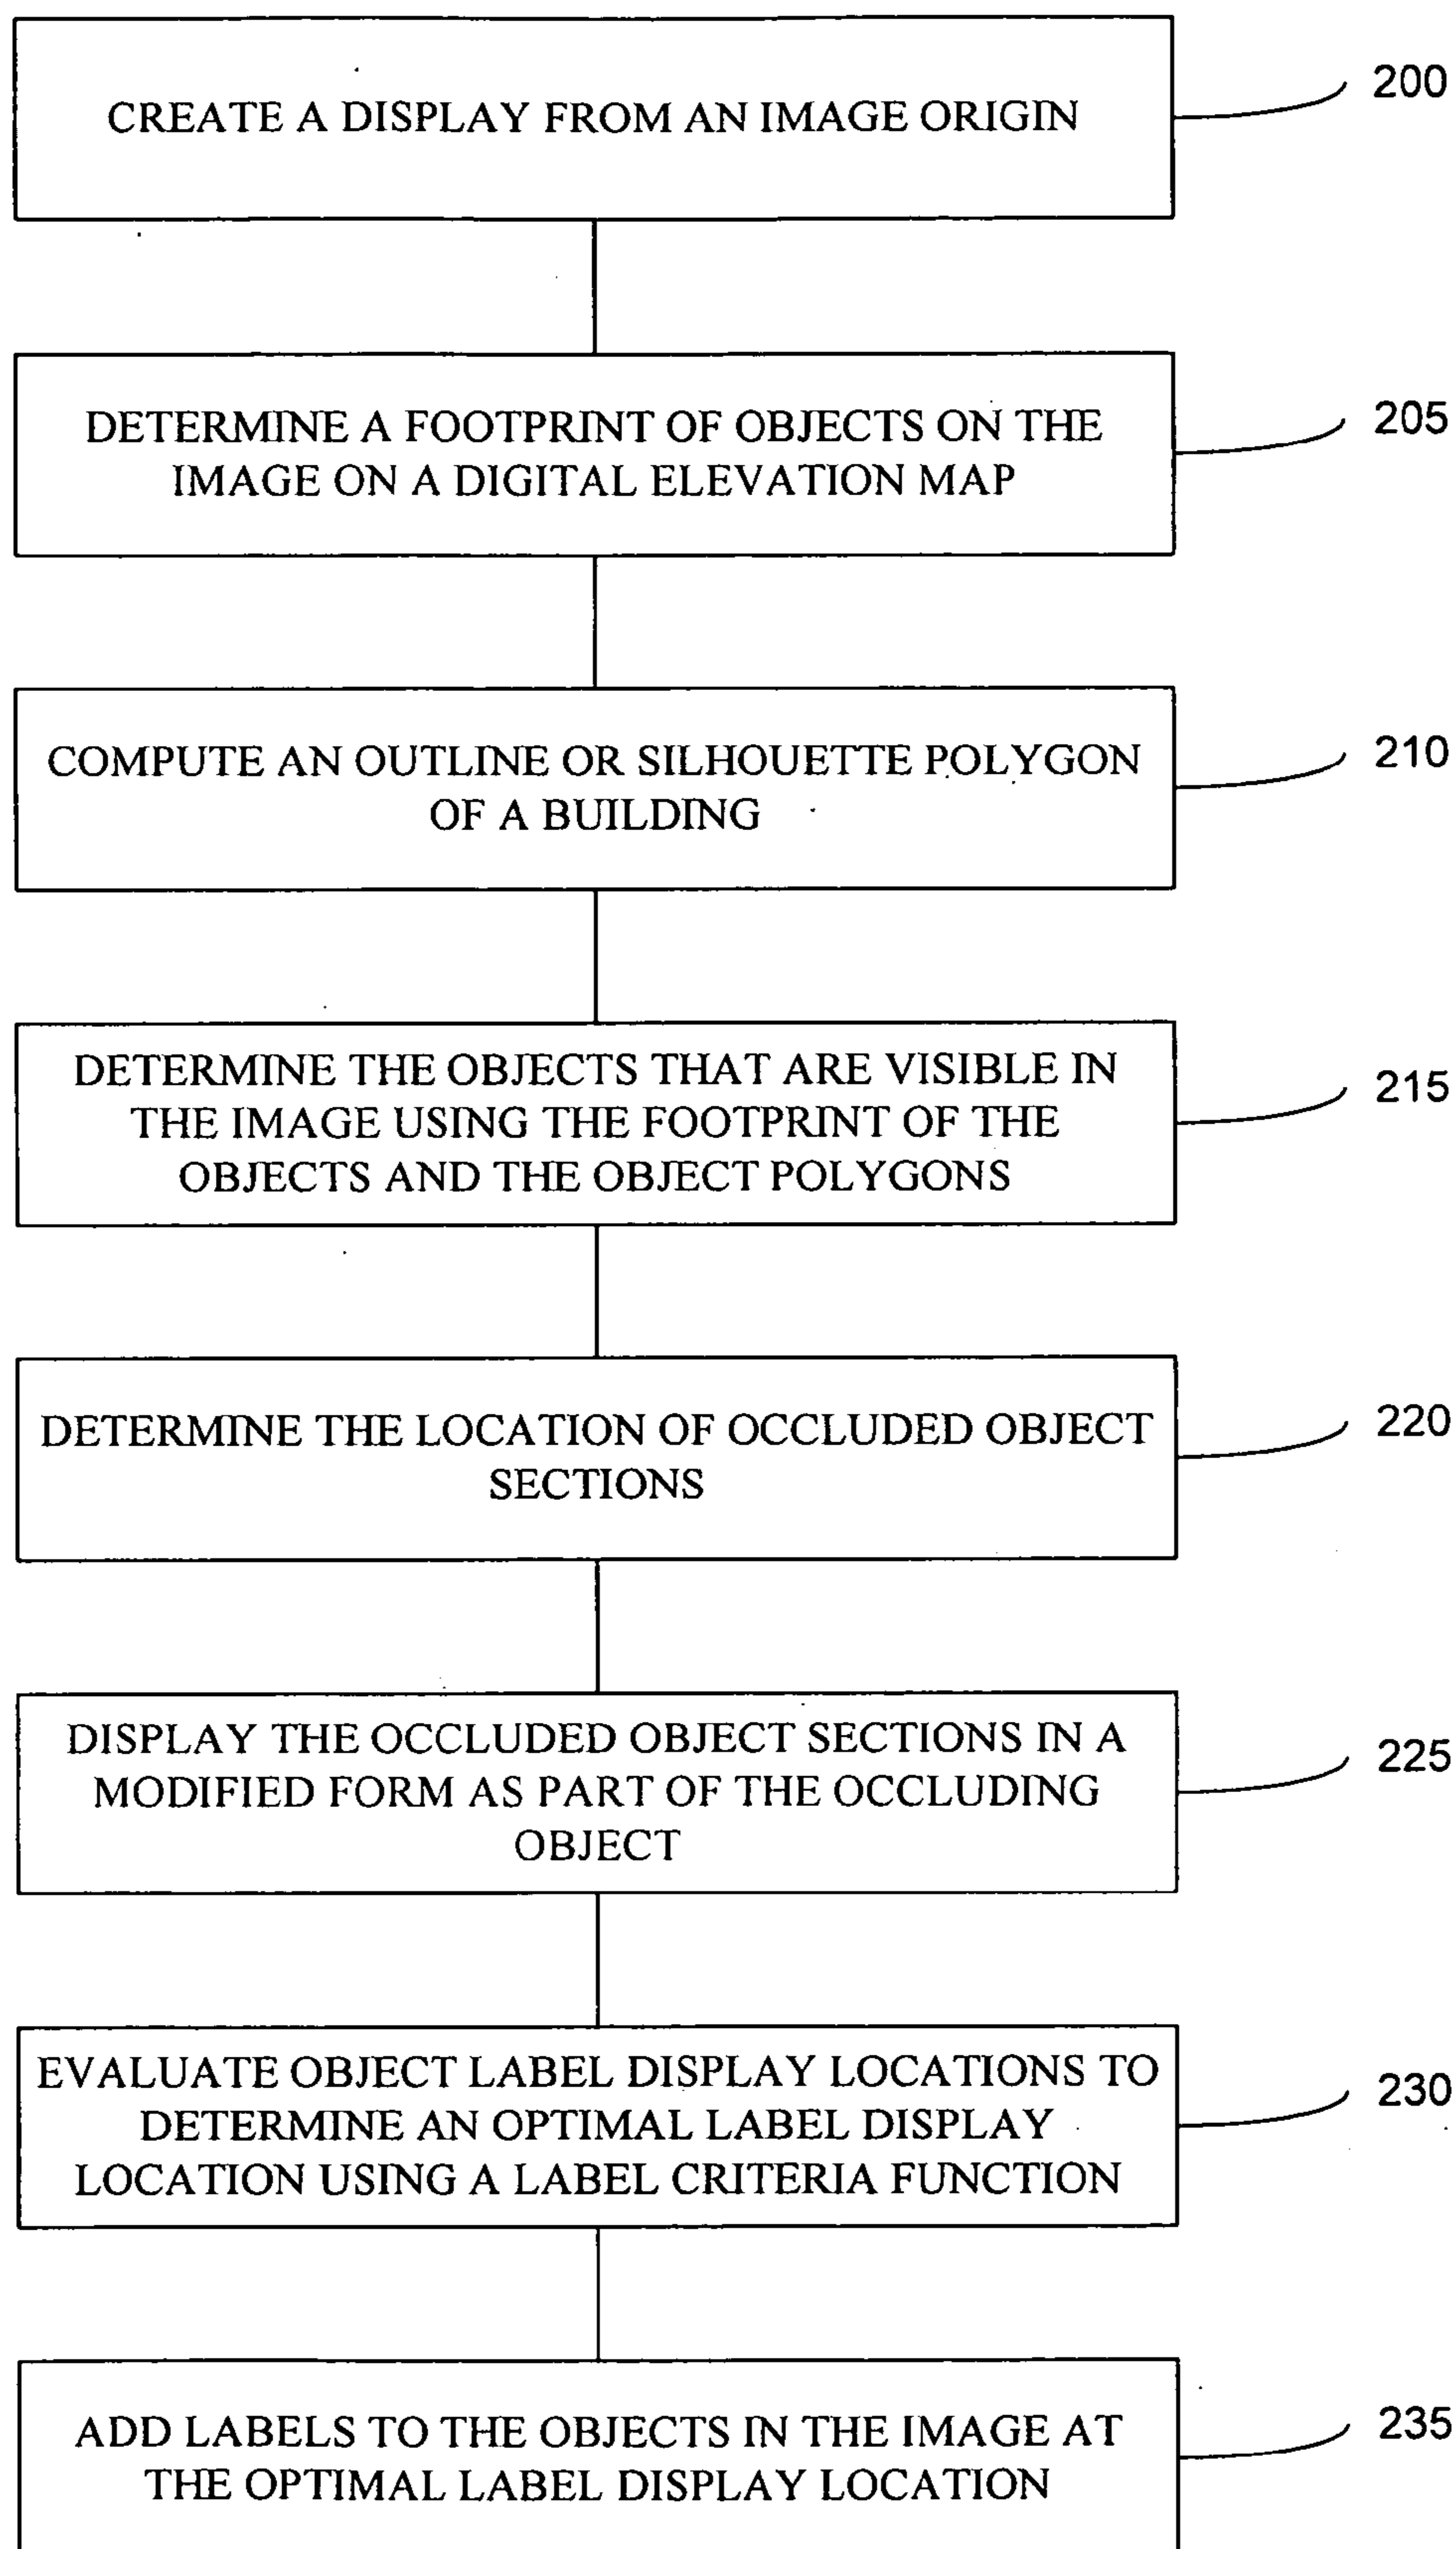 CREATE A DISPLAY FROM AN IMAGE ORIGIN
200
DETERMINE A FOOTPRINT OF OBJECTS ON THE
IMAGE ON A DIGITAL ELEVATION MAP
205
COMPUTE AN OUTLINE OR SILHOUETTE POLYGON
OF A BUILDING
210
DETERMINE THE OBJECTS THAT ARE VISIBLE IN
THE IMAGE USING THE FOOTPRINT OF THE
OBJECTS AND THE OBJECT POLYGONS
215
DETERMINE THE LOCATION OF OCCLUDED OBJECT
SECTIONS
220
DISPLAY THE OCCLUDED OBJECT SECTIONS IN A
MODIFIED FORM AS PART OF THE OCCLUDING
OBJECT
225
EVALUATE OBJECT LABEL DISPLAY LOCATIONS TO
DETERMINE AN OPTIMAL LABEL DISPLAY
LOCATION USING A LABEL CRITERIA FUNCTION
230
ADD LABELS TO THE OBJECTS IN THE IMAGE AT
THE OPTIMAL LABEL DISPLAY LOCATION
235